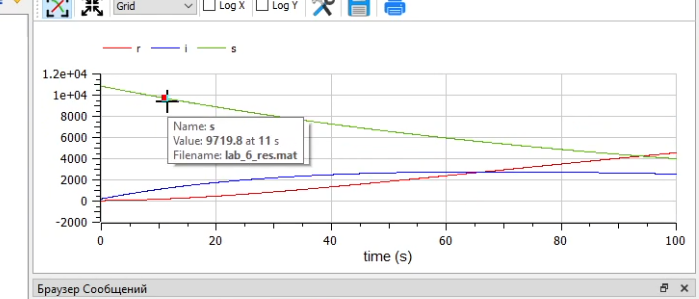 Grid Log X Log Y
r i s
1.2e+04
1e+04
8000
6000
4000
2000
0
-2000
Name: s
Value: 9719.8 at 11 s
Filename: lab_6_res.mat
0 20 40 60 80 100
time (s)
Браузер Сообщений